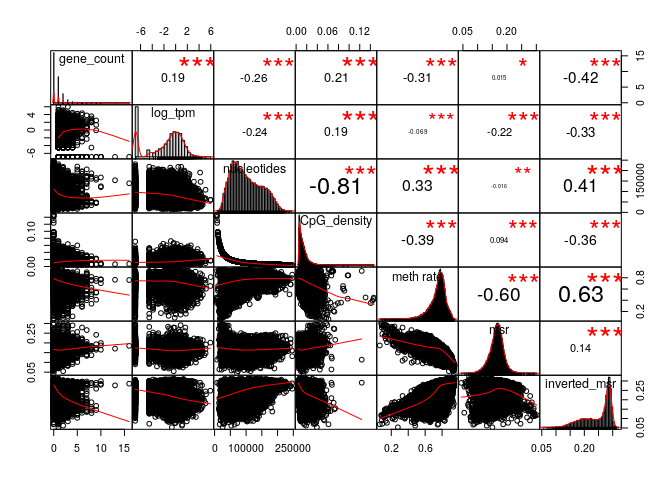 -6 -2 2 6 0.00 0.06 0.12 0.05 0.20
gene_count *** *** *** *** * *** 15
0.19 -0.26 0.21 -0.31 0.015 -0.42 10
5
0
4 log_tpm *** *** *** *** ***
0 -0.24 0.19 -0.069 -0.22 -0.33
-6
nucleotides *** *** ** *** 150000
-0.81 0.33 -0.016 0.41
0
0.10 CpG_density *** *** ***
-0.39 0.094 -0.36
0.00
meth rate *** *** 0.8
-0.60 0.63
0.2
0.25 msr ***
0.14
0.05
inverted_msr 0.20
0.05
0 5 10 15 0 100000 250000 0.2 0.6 0.05 0.20